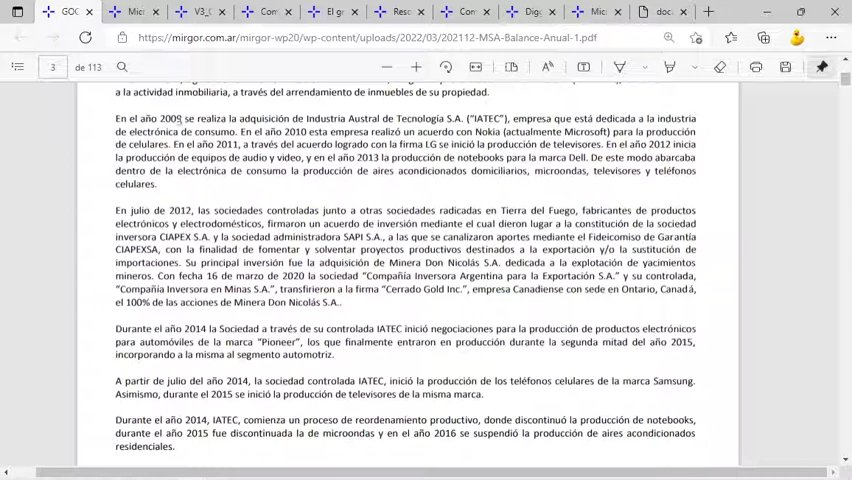 GOC
Micr
V3_0
Com
El gr
Reso
Com
Digg
Micr
docu
https://mirgor.com.ar/mirgor-wp20/wp-content/uploads/2022/03/202112-MSA-Balance-Anual-1.pdf
3 de 113
a la actividad inmobiliaria, a través del arrendamiento de inmuebles de su propiedad.
En el año 2009 se realiza la adquisición de Industria Austral de Tecnología S.A. ("IATEC"), empresa que está dedicada a la industria
de electrónica de consumo. En el año 2010 esta empresa realizó un acuerdo con Nokia (actualmente Microsoft) para la producción
de celulares. En el año 2011, a través del acuerdo logrado con la firma LG se inició la producción de televisores. En el año 2012 inicia
la producción de equipos de audio y video, y en el año 2013 la producción de notebooks para la marca Dell. De este modo abarcaba
dentro de la electrónica de consumo la producción de aires acondicionados domiciliarios, microondas, televisores y teléfonos
celulares.
En julio de 2012, las sociedades controladas junto a otras sociedades radicadas en Tierra del Fuego, fabricantes de productos
electrónicos y electrodomésticos, firmaron un acuerdo de inversión mediante el cual dieron lugar a la constitución de la sociedad
inversora CIAPEX S.A. y la sociedad administradora SAPI S.A., a las que se canalizaron aportes mediante el Fideicomiso de Garantía
CIAPEXSA, con la finalidad de fomentar y solventar proyectos productivos destinados a la exportación y/o la sustitución de
importaciones. Su principal inversión fue la adquisición de Minera Don Nicolás S.A. dedicada a la explotación de yacimientos
mineros. Con fecha 16 de marzo de 2020 la sociedad "Compañía Inversora Argentina para la Exportación S.A." y su controlada,
"Compañía Inversora en Minas S.A.", transfirieron a la firma "Cerrado Gold Inc.", empresa Canadiense con sede en Ontario, Canadá,
el 100% de las acciones de Minera Don Nicolás S.A..
Durante el año 2014 la Sociedad a través de su controlada IATEC inició negociaciones para la producción de productos electrónicos
para automóviles de la marca "Pioneer", los que finalmente entraron en producción durante la segunda mitad del año 2015,
incorporando a la misma al segmento automotriz.
A partir de julio del año 2014, la sociedad controlada IATEC, inició la producción de los teléfonos celulares de la marca Samsung.
Asimismo, durante el 2015 se inició la producción de televisores de la misma marca.
Durante el año 2014, IATEC, comienza un proceso de reordenamiento productivo, donde discontinuó la producción de notebooks,
durante el año 2015 fue discontinuada la de microondas y en el año 2016 se suspendió la producción de aires acondicionados
residenciales.